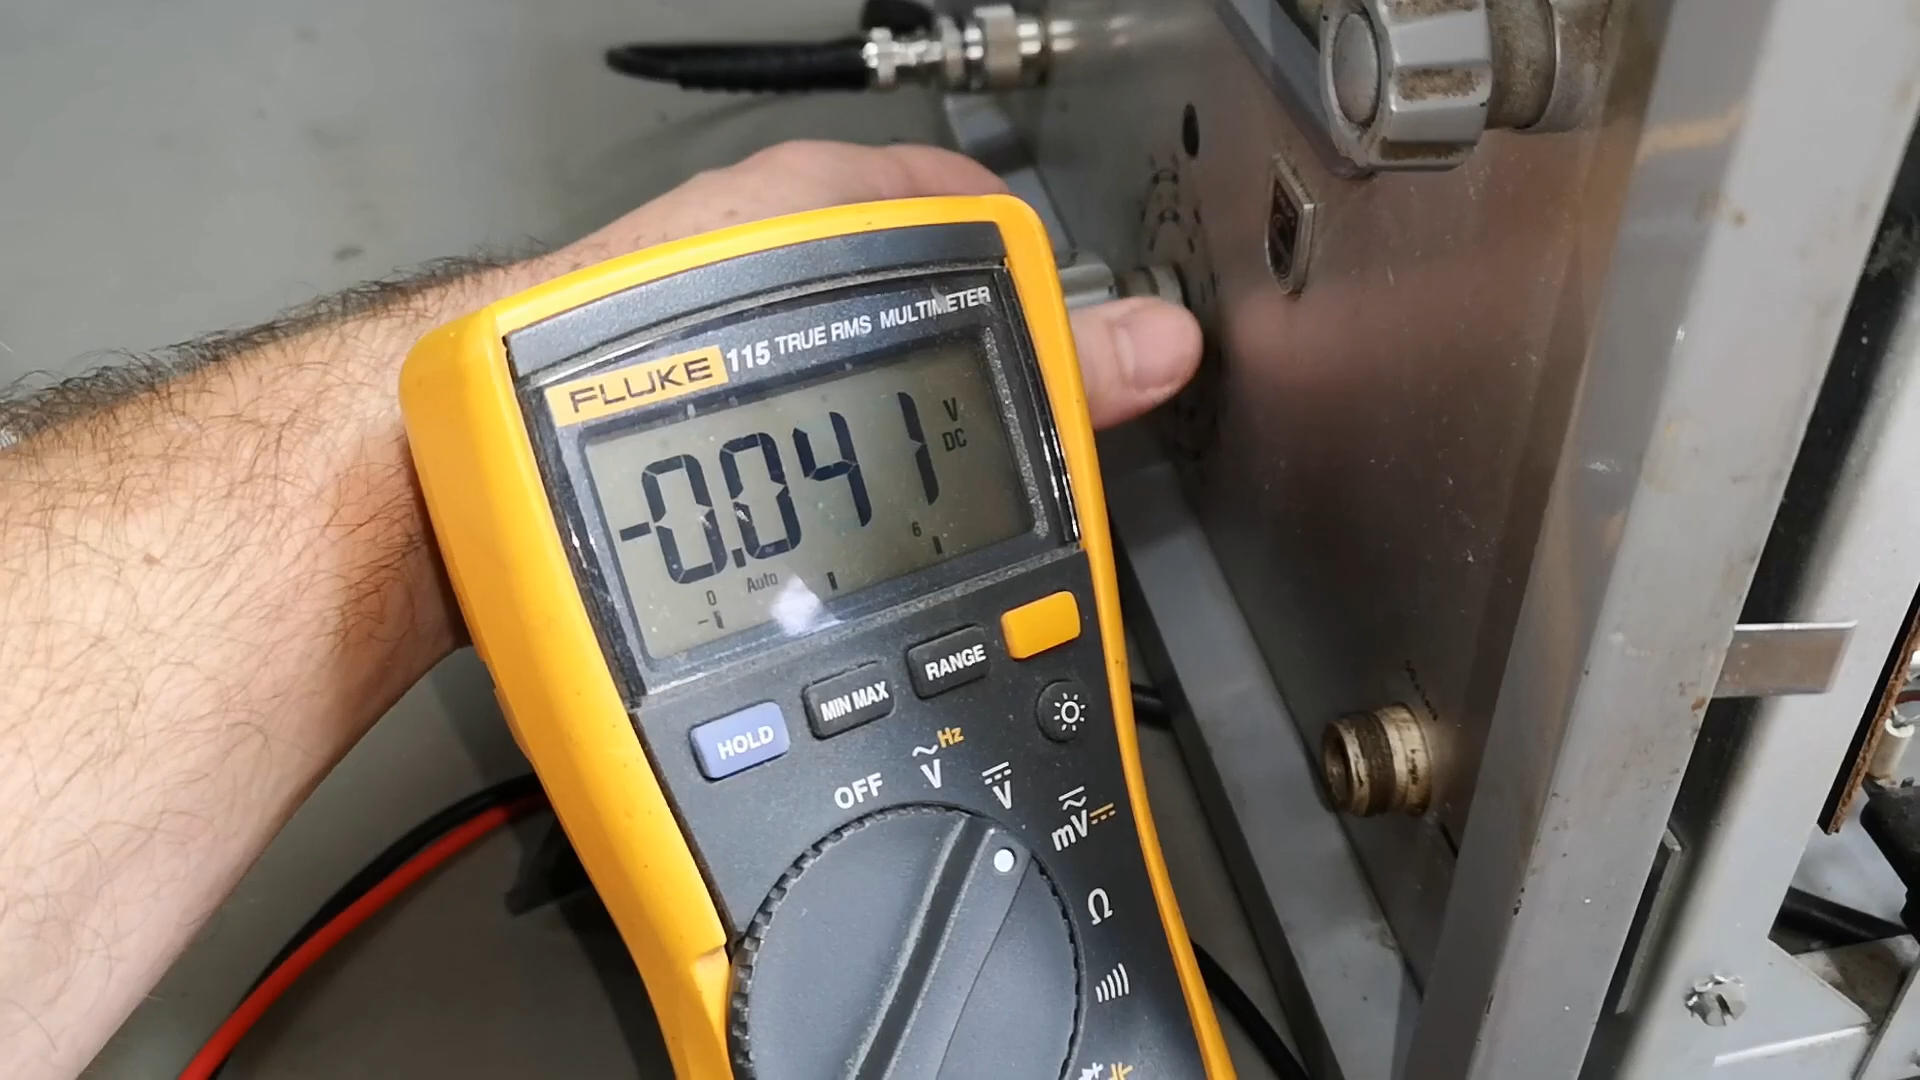 FLUKE 115 TRUE RMS MULTIMETER
-0.041 V
DC
Auto
0 6
HOLD MIN MAX RANGE
OFF V Hz V mV Ω